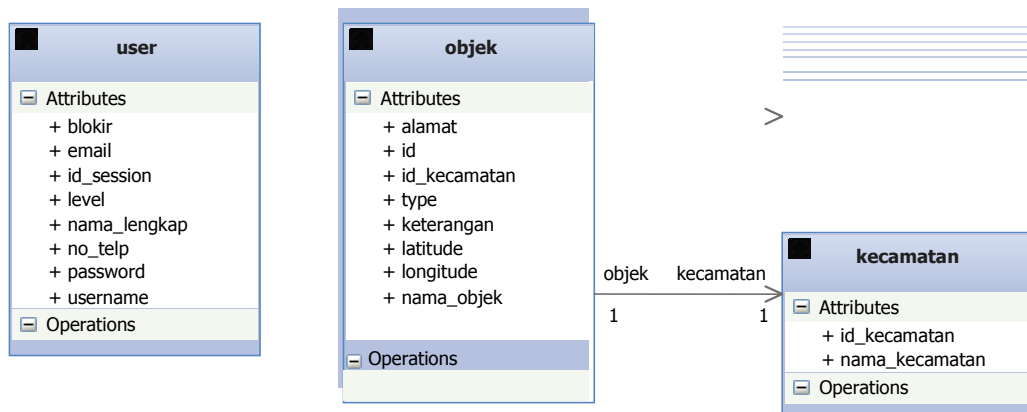 user
Attributes
+ blokir
+ email
+ id_session
+ level
+ nama_lengkap
+ no_telp
+ password
+ username
Operations
objek
Attributes
+ alamat
+ id
+ id_kecamatan
+ type
+ keterangan
+ latitude
+ longitude
+ nama_objek
Operations
objek kecamatan
1 1
kecamatan
Attributes
+ id_kecamatan
+ nama_kecamatan
Operations